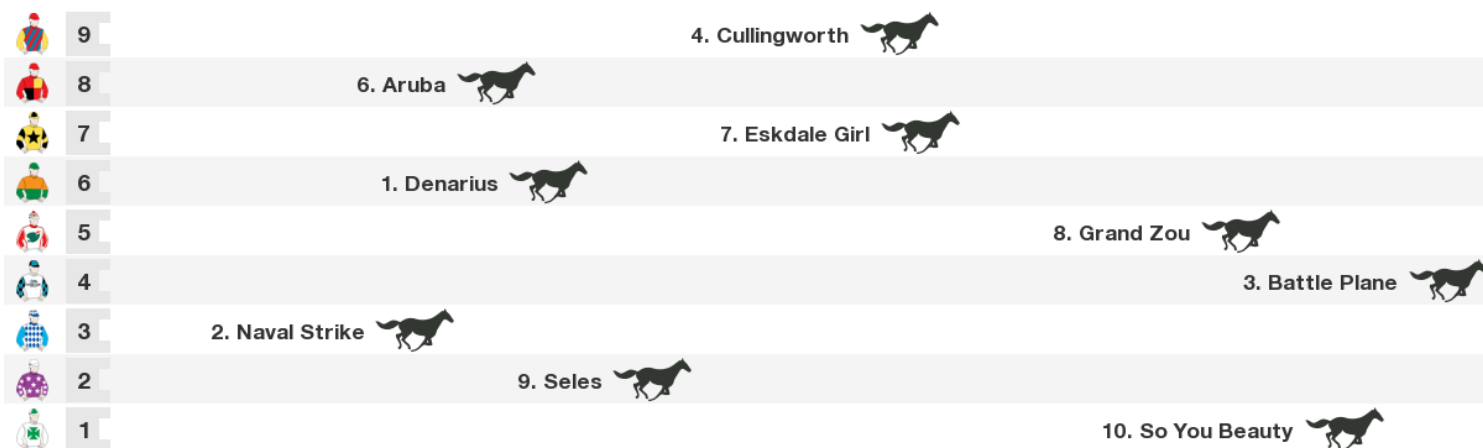 9 4. Cullingworth
8 6. Aruba
7 7. Eskdale Girl
6 1. Denarius
5 8. Grand Zou
4 3. Battle Plane
3 2. Naval Strike
2 9. Seles
1 10. So You Beauty